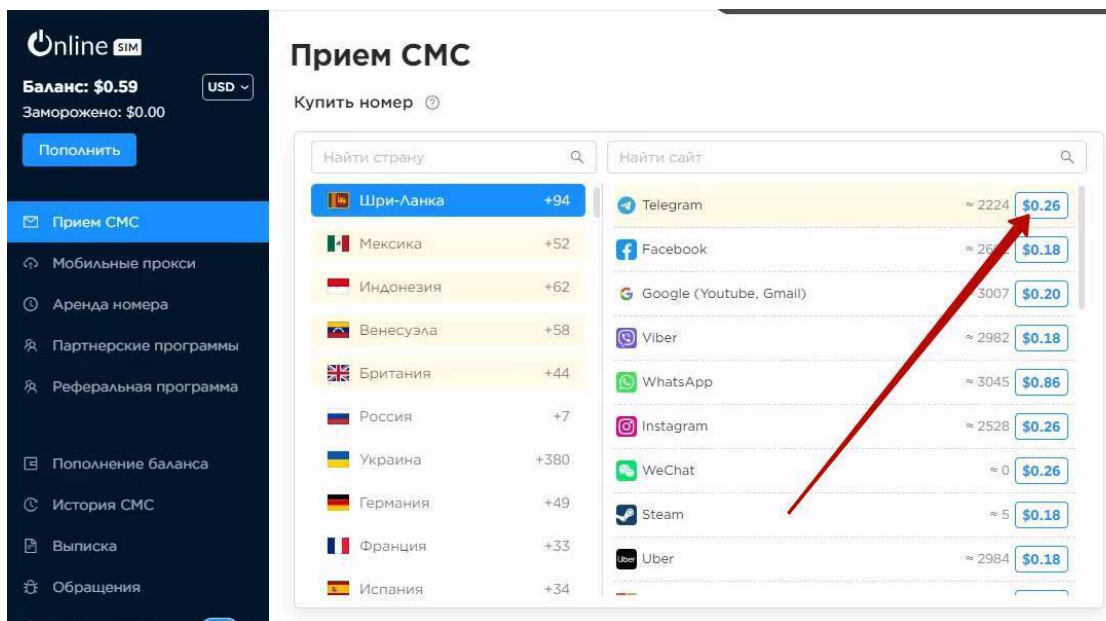 Online SIM
Баланс: $0.59
USD
Заморожено: $0.00
Пополнить
Прием СМС
Мобильные прокси
Аренда номера
Партнерские программы
Реферальная программа
Пополнение баланса
История СМС
Выписка
Обращения
Прием СМС
Купить номер ?
Найти страну
Шри-Ланка +94
Мексика +52
Индонезия +62
Венесуэла +58
Британия +44
Россия +7
Украина +380
Германия +49
Франция +33
Испания +34
Найти сайт
Telegram ≈ 2224 $0.26
Facebook $0.18
Google (Youtube, Gmail) 3007 $0.20
Viber ≈ 2982 $0.18
WhatsApp ≈ 3045 $0.86
Instagram ≈ 2528 $0.26
WeChat ≈ 0 $0.26
Steam ≈ 5 $0.18
Uber Uber ≈ 2984 $0.18